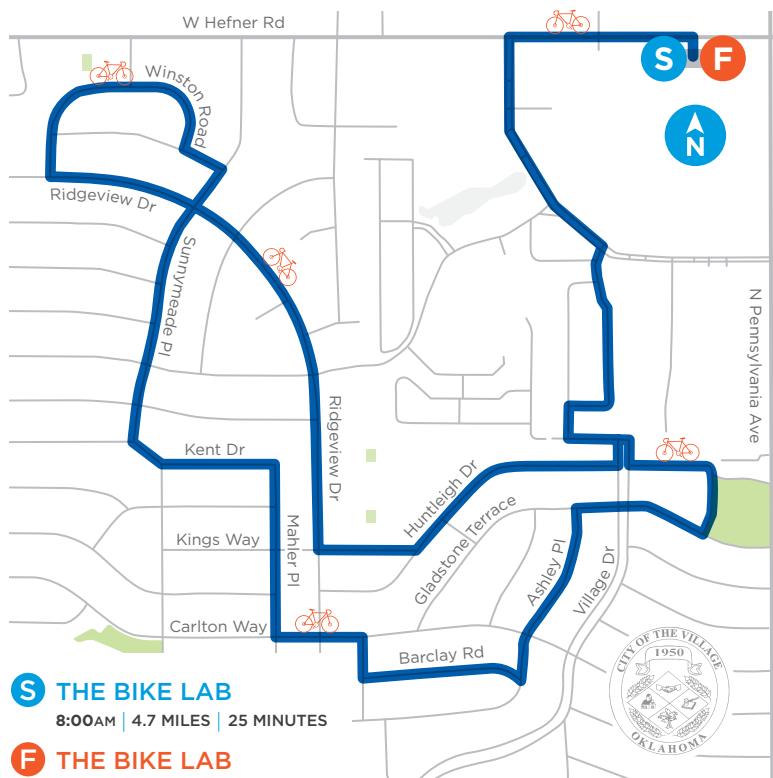 W Hefner Rd
S F
N
Winston Road
Ridgeview Dr
Sunnymeade Pl
N Pennsylvania Ave
Ridgeview Dr
Kent Dr
Huntleigh Dr
Gladstone Terrace
Kings Way
Mahler Pl
Ashley Pl
Village Dr
Carlton Way
Barclay Rd
CITY OF THE VILLAGE
1950
OKLAHOMA
S THE BIKE LAB
8:00AM | 4.7 MILES | 25 MINUTES
F THE BIKE LAB